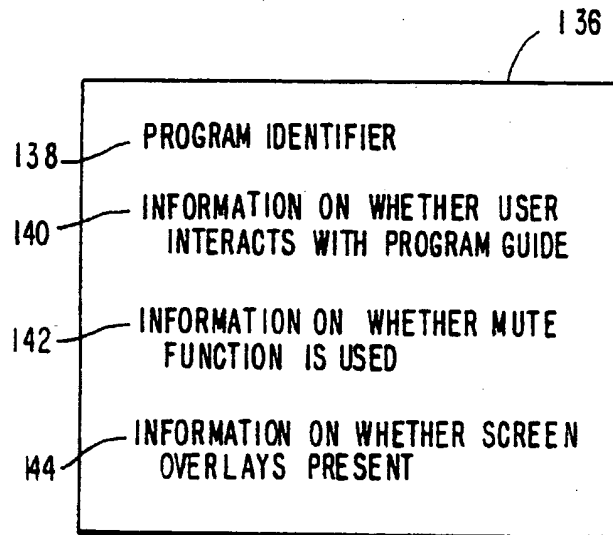 136
138 PROGRAM IDENTIFIER
INFORMATION ON WHETHER USER
140 INTERACTS WITH PROGRAM GUIDE
142 INFORMATION ON WHETHER MUTE
FUNCTION IS USED
INFORMATION ON WHETHER SCREEN
144 OVERLAYS PRESENT